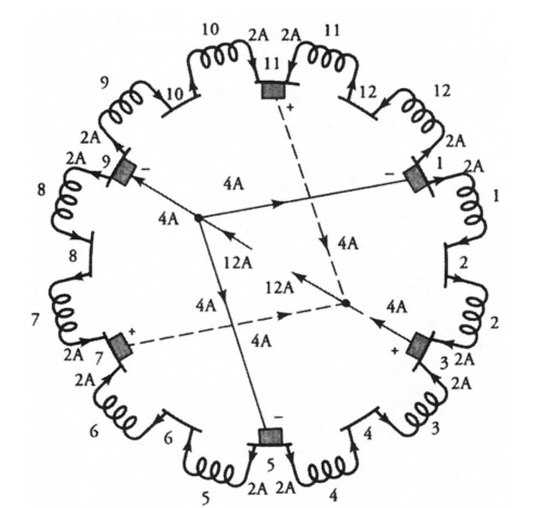 10 2A 2A 11
11
9 10 + 12 12
2A 9 − − 1 2A
2A 4A 2A
8 4A 4A 1
8 12A 2
12A
7 4A 4A 2
+ 4A +
2A 7 3 2A
2A 2A
6 6 − 4 3
5
5 2A 2A 4